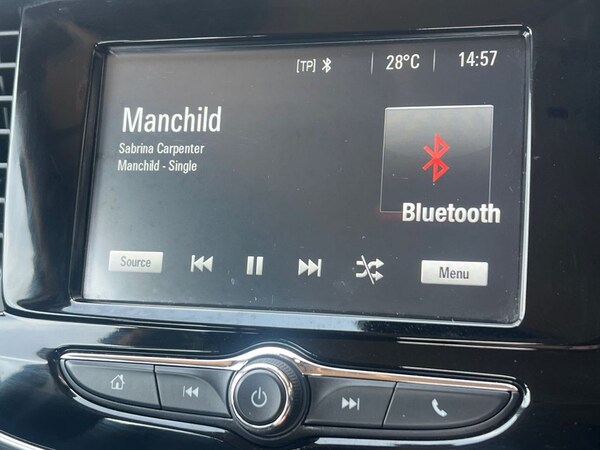 [TP] 28°C 14:57
Manchild
Sabrina Carpenter
Manchild - Single
Bluetooth
Source
Menu